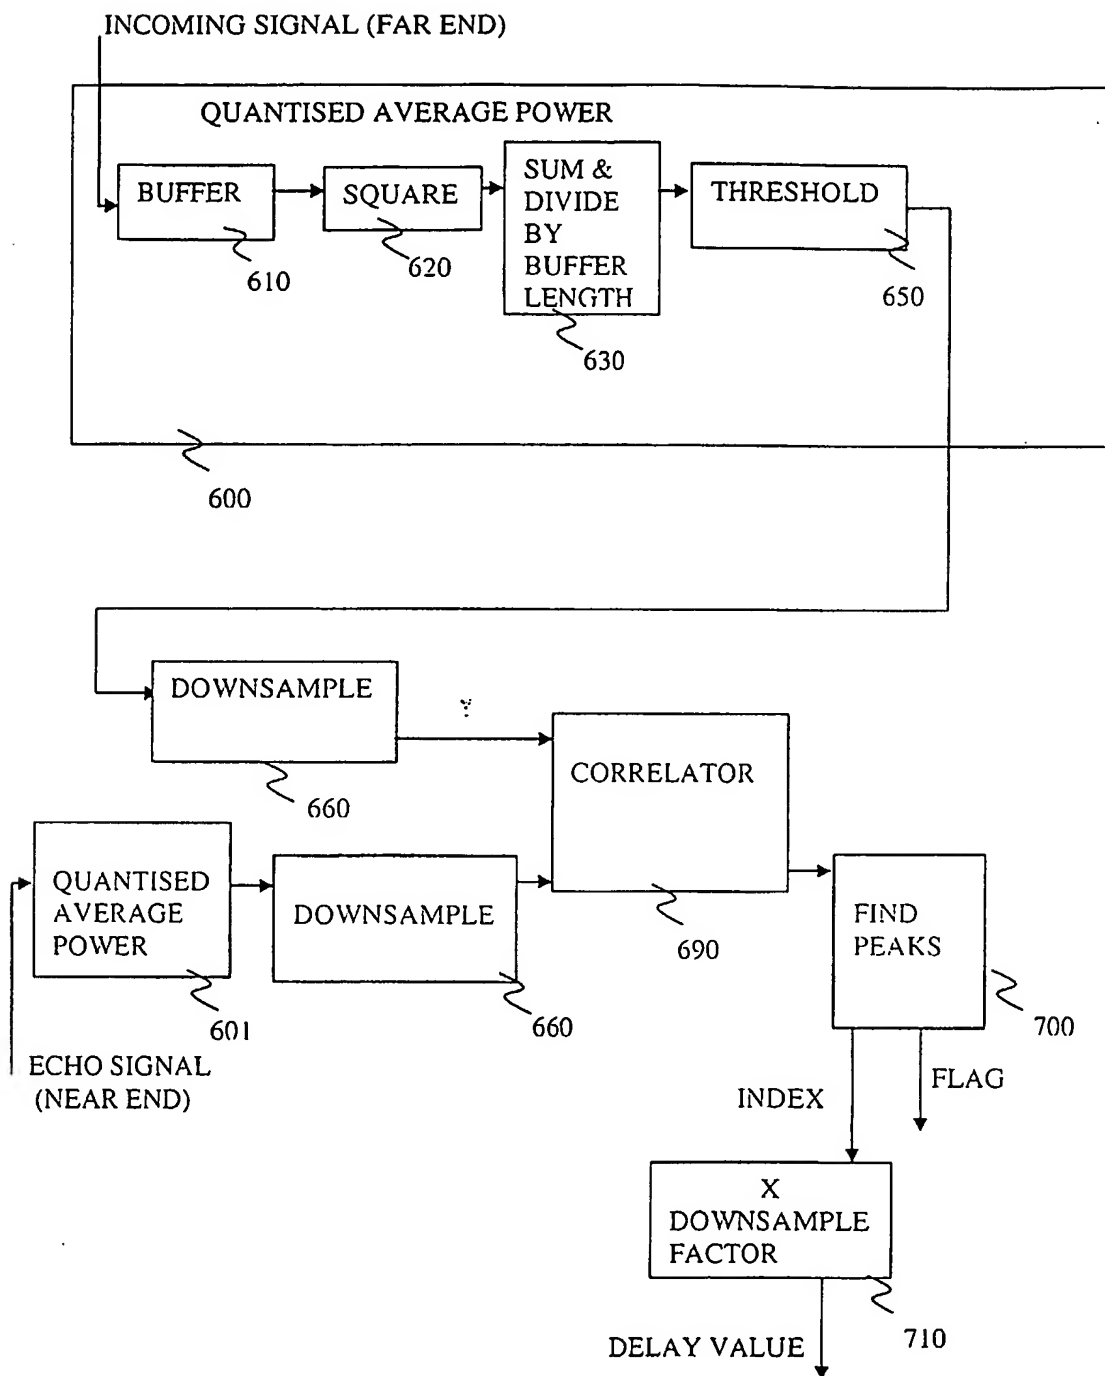 INCOMING SIGNAL (FAR END)
QUANTISED AVERAGE POWER
BUFFER
610
SQUARE
620
SUM &
DIVIDE
BY
BUFFER
LENGTH
630
THRESHOLD
650
600
DOWNSAMPLE
660
CORRELATOR
690
QUANTISED
AVERAGE
POWER
601
DOWNSAMPLE
660
FIND
PEAKS
700
ECHO SIGNAL
(NEAR END)
INDEX
FLAG
X
DOWNSAMPLE
FACTOR
710
DELAY VALUE